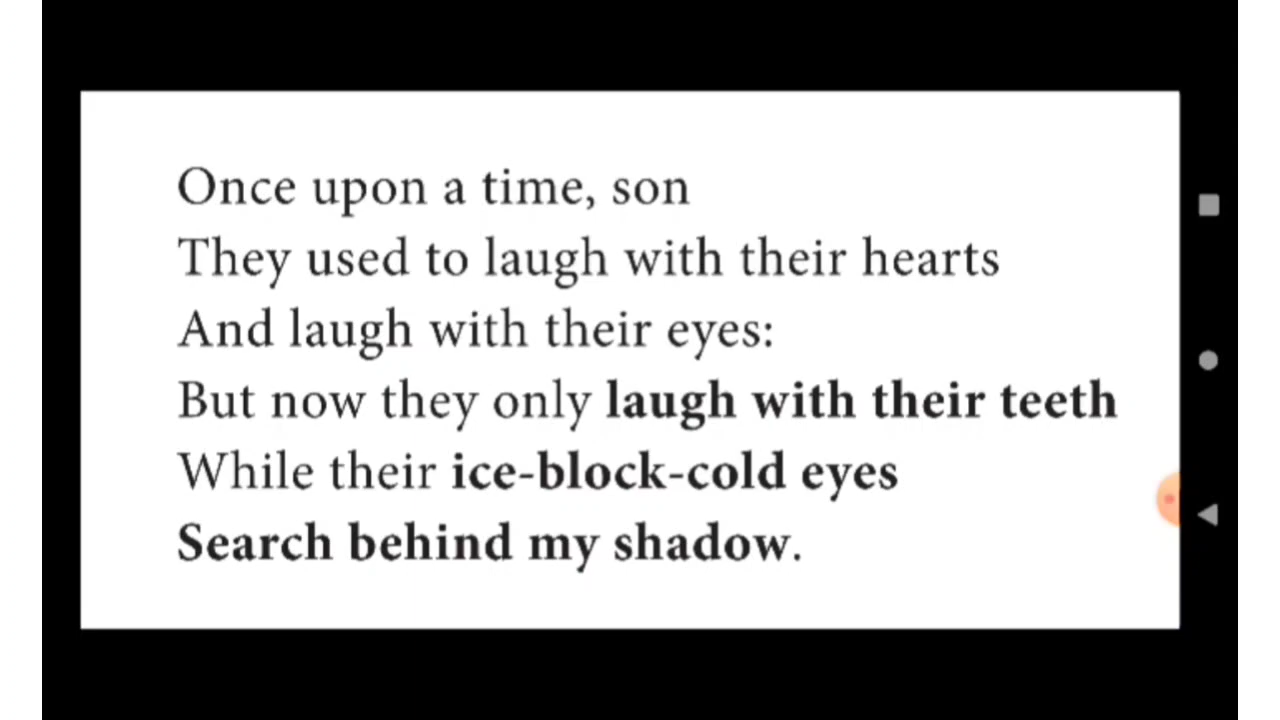 Once upon a time, son
They used to laugh with their hearts
And laugh with their eyes:
But now they only laugh with their teeth
While their ice-block-cold eyes
Search behind my shadow.